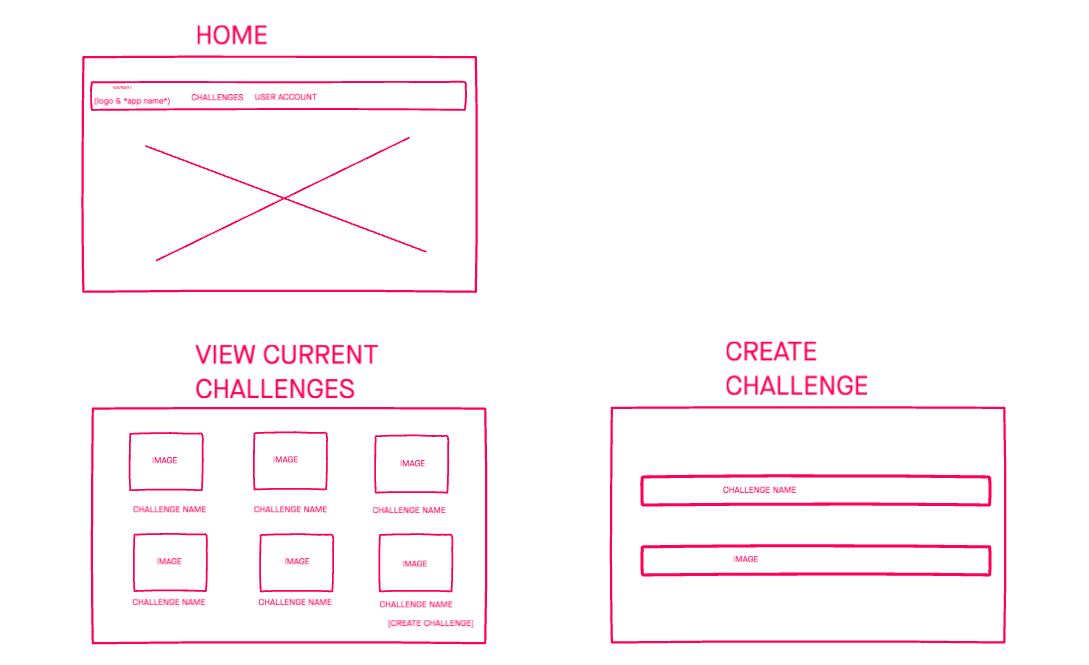 HOME
(logo & *app name*) CHALLENGES USER ACCOUNT
VIEW CURRENT
CHALLENGES
IMAGE IMAGE IMAGE
CHALLENGE NAME CHALLENGE NAME CHALLENGE NAME
IMAGE IMAGE IMAGE
CHALLENGE NAME CHALLENGE NAME CHALLENGE NAME
[CREATE CHALLENGE]
CREATE
CHALLENGE
CHALLENGE NAME
IMAGE